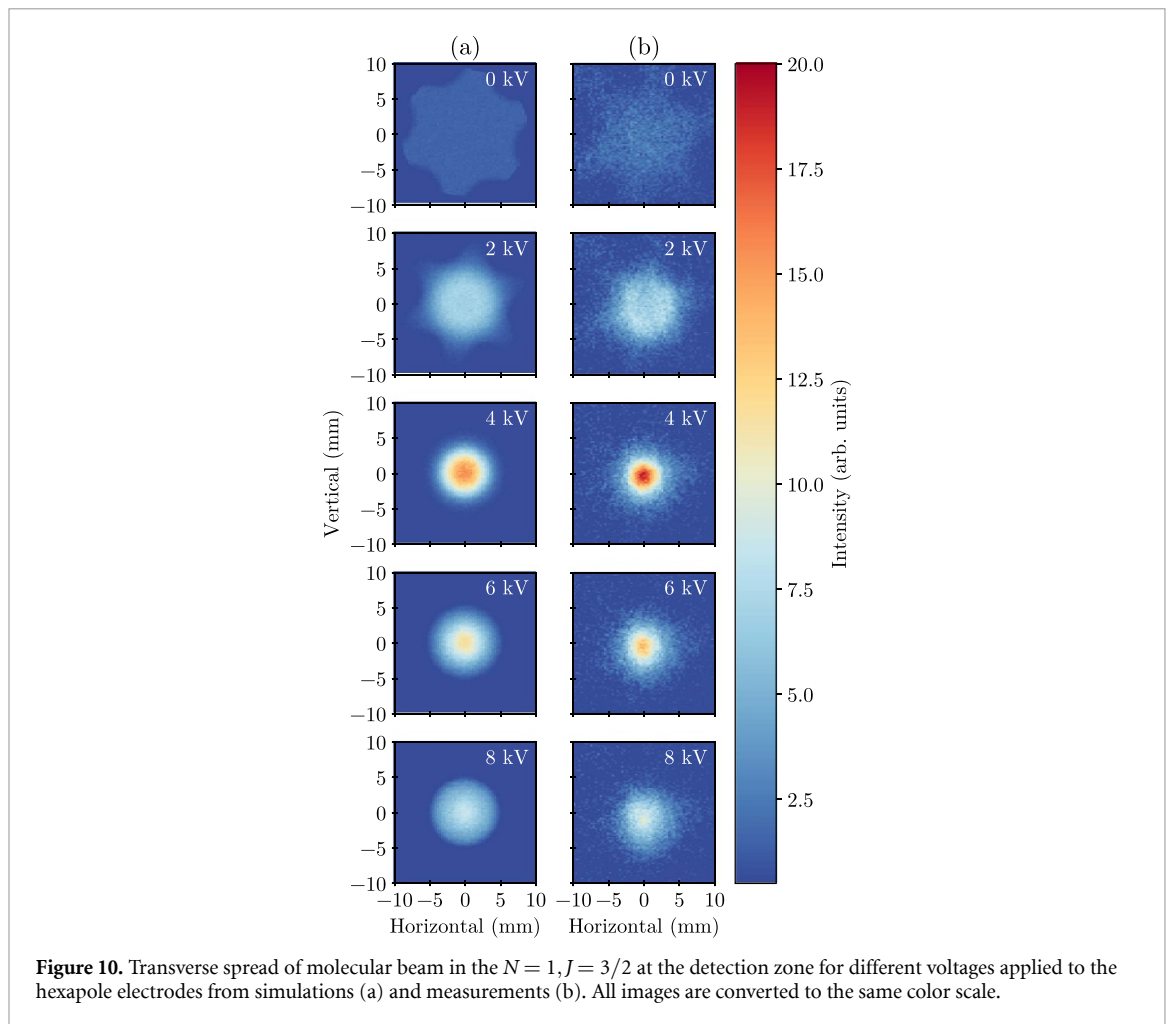 (a) (b)
10 0 kV 0 kV 20.0
5
0
−5
−10
17.5
10 2 kV 2 kV
5
0
−5
−10
15.0
10 4 kV 4 kV
5
0
−5
−10
12.5
10.0
Vertical (mm)
Intensity (arb. units)
10 6 kV 6 kV
5
0
−5
−10
7.5
5.0
10 8 kV 8 kV
5
0
−5
−10
2.5
−10 −5 0 5 10 −10 −5 0 5 10
Horizontal (mm) Horizontal (mm)
Figure 10. Transverse spread of molecular beam in the N = 1, J = 3/2 at the detection zone for different voltages applied to the
hexapole electrodes from simulations (a) and measurements (b). All images are converted to the same color scale.